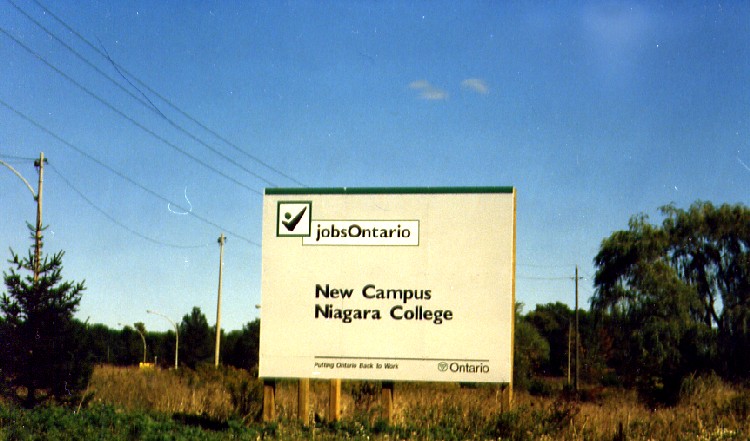 jobsOntario
New Campus
Niagara College
Putting Ontario Back to Work
Ontario